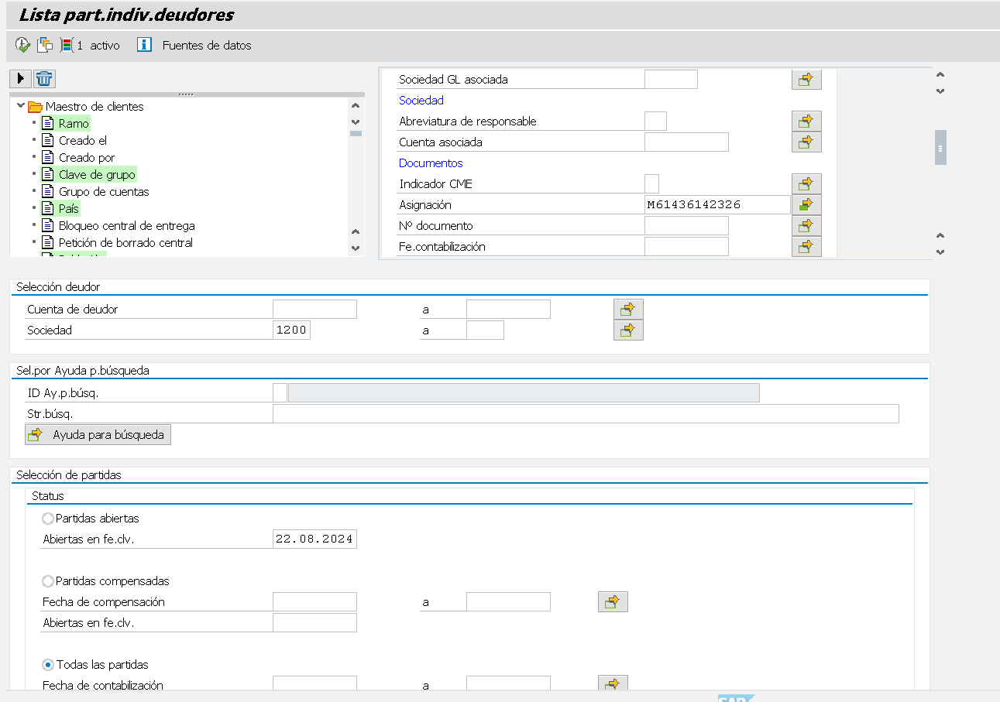 Lista part.indiv.deudores
1 activo Fuentes de datos
Maestro de clientes
Ramo
Creado el
Creado por
Clave de grupo
Grupo de cuentas
País
Bloqueo central de entrega
Petición de borrado central
Sociedad GL asociada
Sociedad
Abreviatura de responsable
Cuenta asociada
Documentos
Indicador CME
Asignación M61436142326
Nº documento
Fe.contabilización
Selección deudor
Cuenta de deudor a
Sociedad 1200 a
Sel.por Ayuda p.búsqueda
ID Ay.p.búsq.
Str.búsq.
Ayuda para búsqueda
Selección de partidas
Status
Partidas abiertas
Abiertas en fe.clv. 22.08.2024
Partidas compensadas
Fecha de compensación a
Abiertas en fe.clv.
Todas las partidas
Fecha de contabilización a
SAP